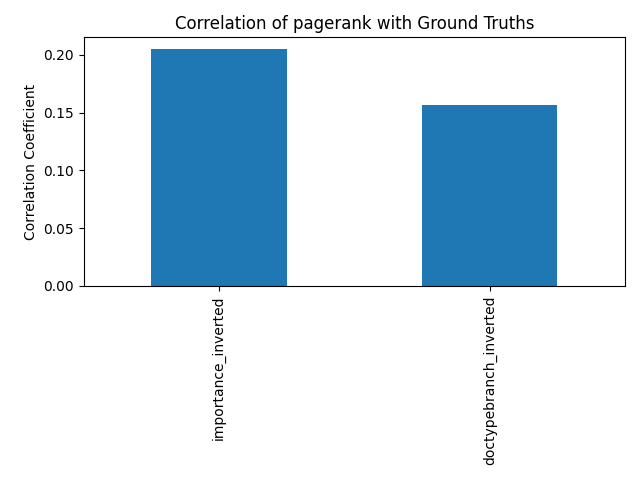 Correlation of pagerank with Ground Truths
Correlation Coefficient
0.20
0.15
0.10
0.05
0.00
importance_inverted
doctypebranch_inverted